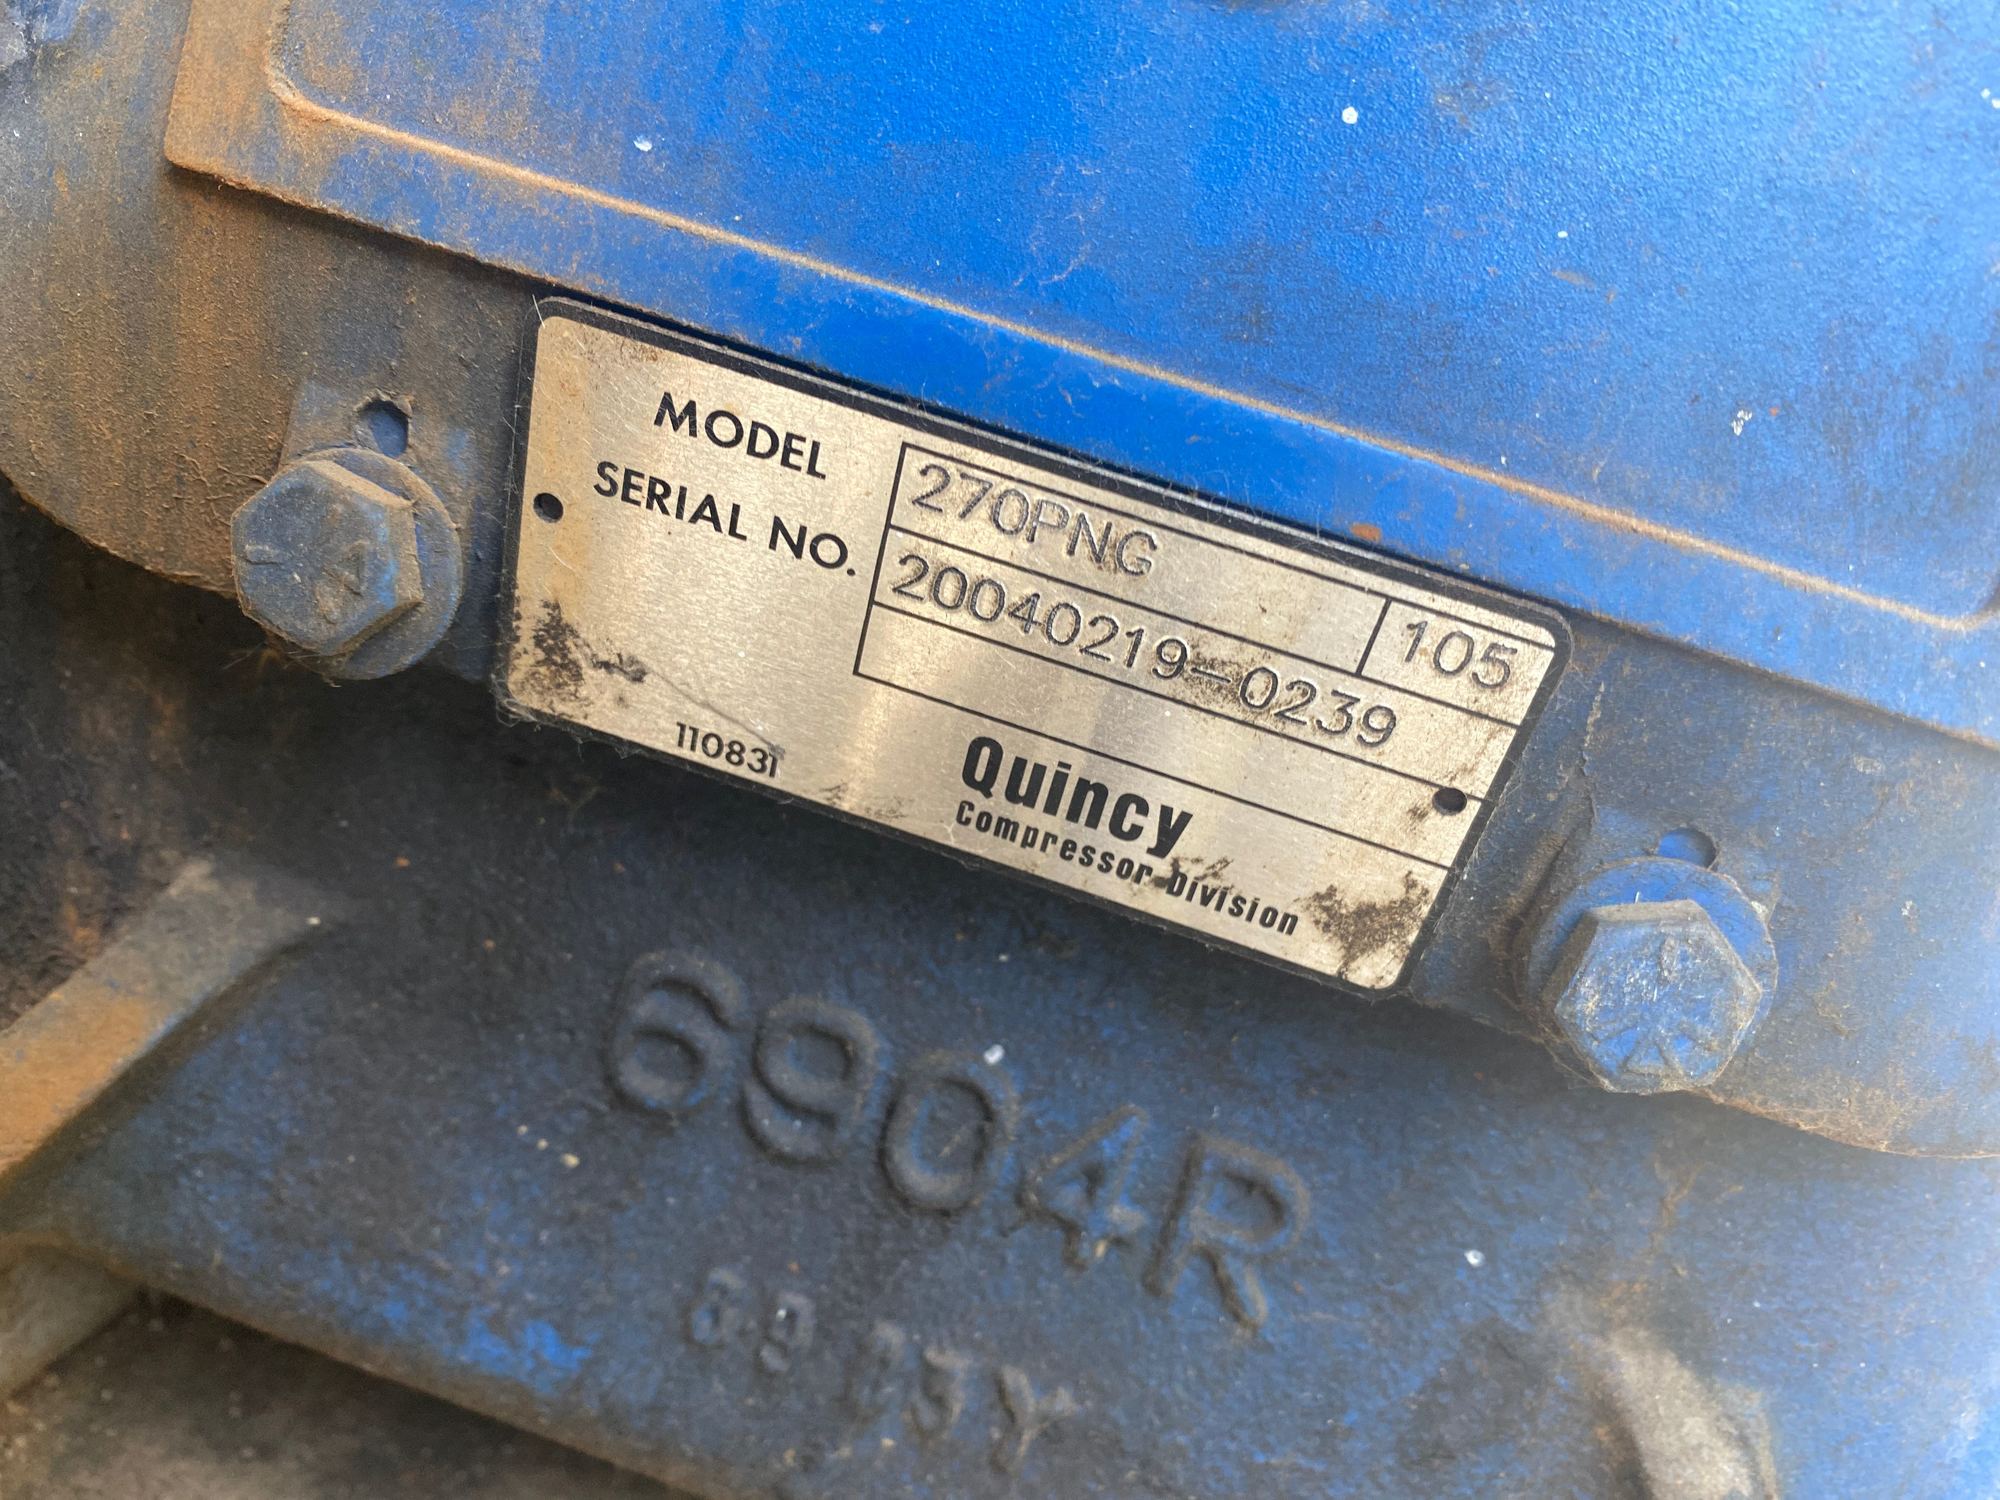 MODEL 270PNG 105
SERIAL NO. 20040219-0239
110831
Quincy
Compressor Division
6904R